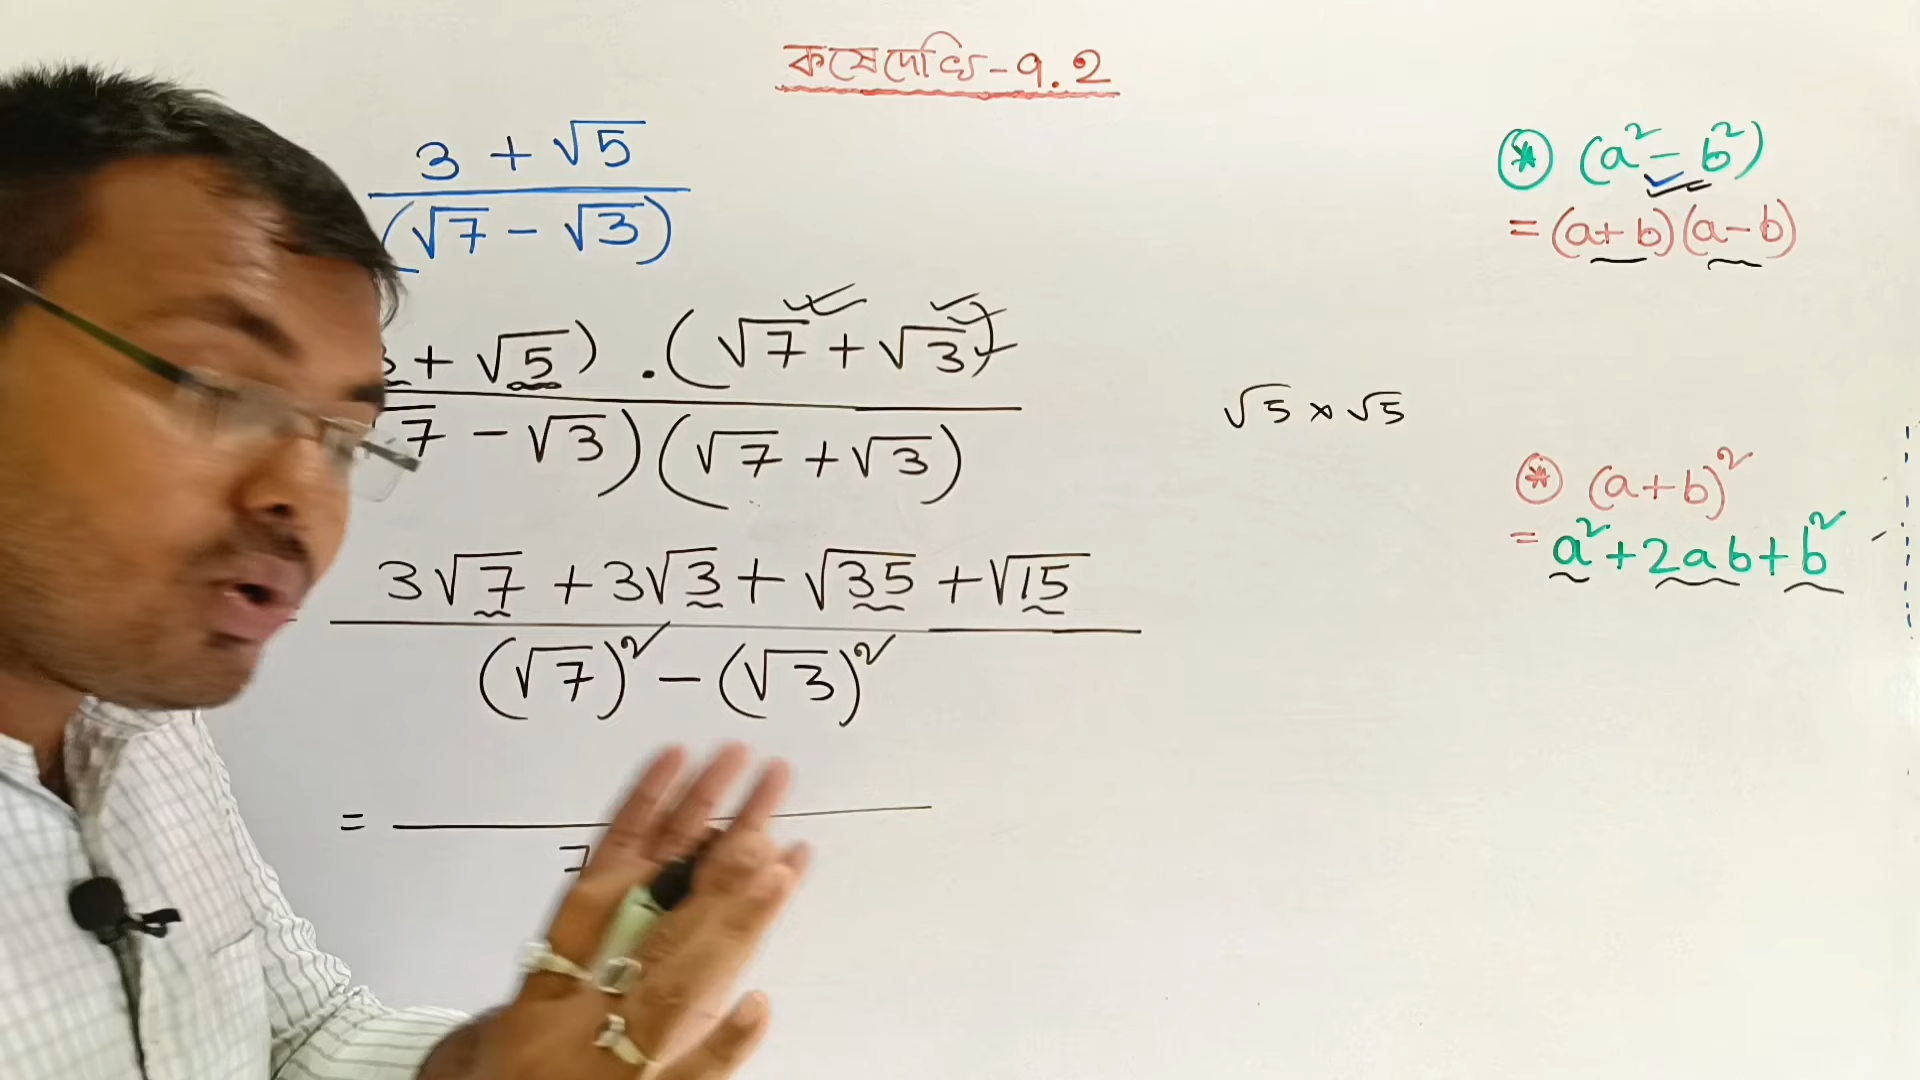 কষে দেখি - 9.2
3 + √5
(√7 - √3)
+ √5) . (√7 + √3)
√7 - √3) (√7 + √3)
3√7 + 3√3 + √35 + √15
(√7)² - (√3)²
=
7
⊛ (a² - b²)
= (a+b)(a-b)
√5 × √5
⊛ (a+b)²
= a² + 2ab + b²